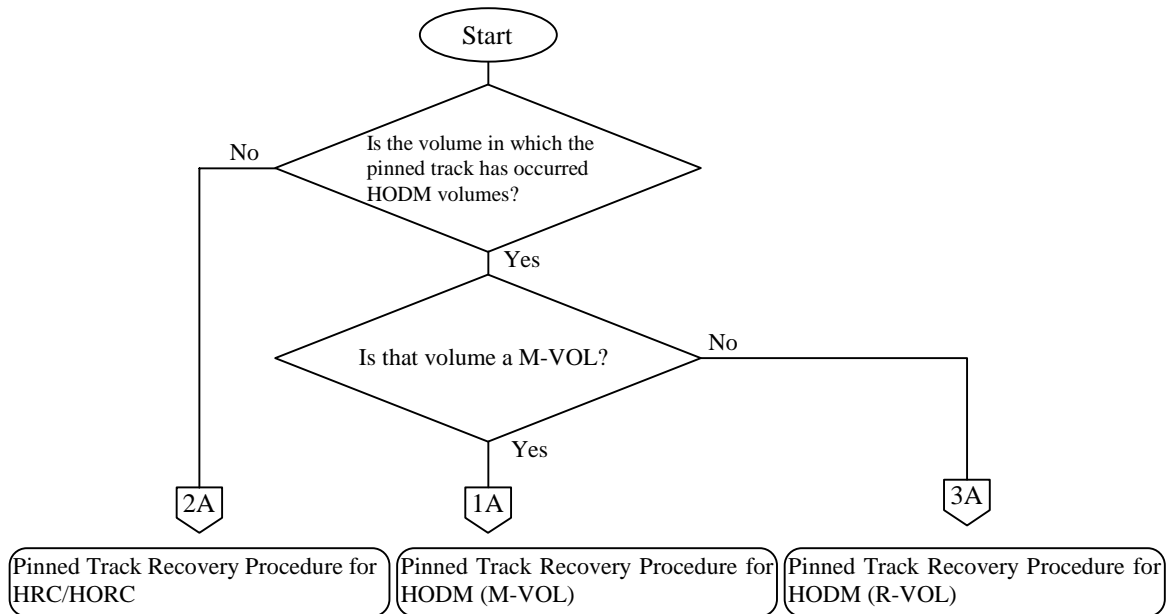 Start
Is the volume in which the
pinned track has occurred
HODM volumes?
No
Yes
Is that volume a M-VOL?
No
Yes
2A
1A
3A
Pinned Track Recovery Procedure for
HRC/HORC
Pinned Track Recovery Procedure for
HODM (M-VOL)
Pinned Track Recovery Procedure for
HODM (R-VOL)